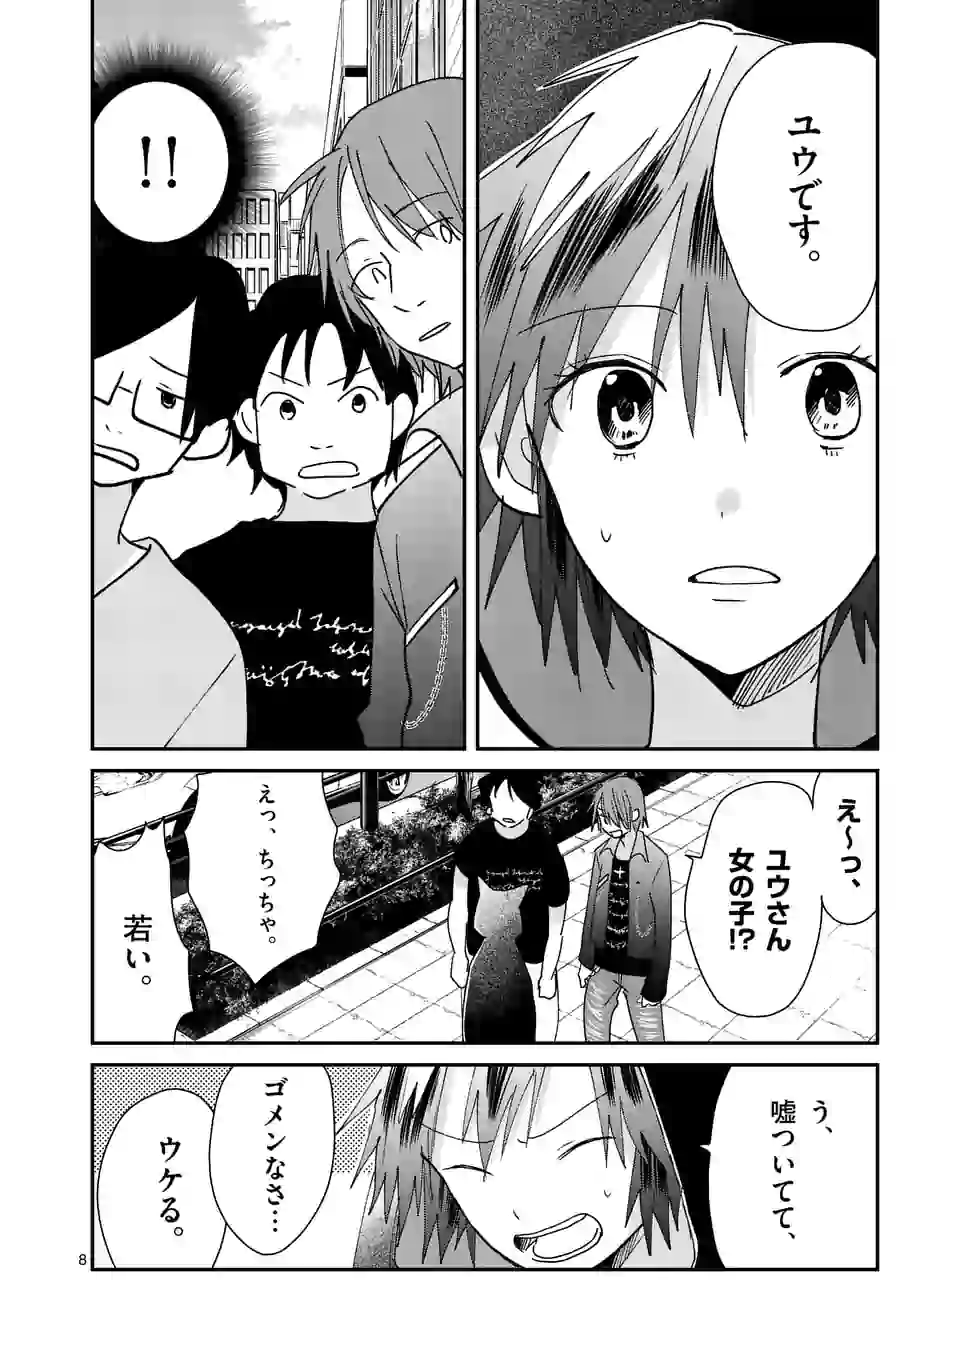 ユウです。
!!
え～っ、
ユウさん
女の子!?
えっ、ちっちゃ。
若い。
う、
嘘ついてて、
ゴメンなさ…
ウケる。
8